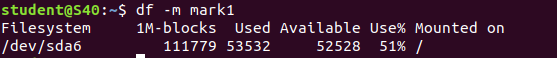 student@S40:~$ df -m mark1
Filesystem     1M-blocks  Used Available Use% Mounted on
/dev/sda6         111779 53532     52528  51% /